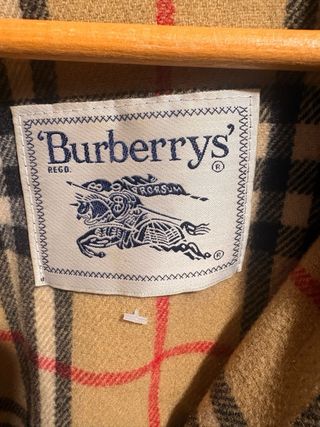 'Burberrys'
REGD. ®
PRORSUM
®